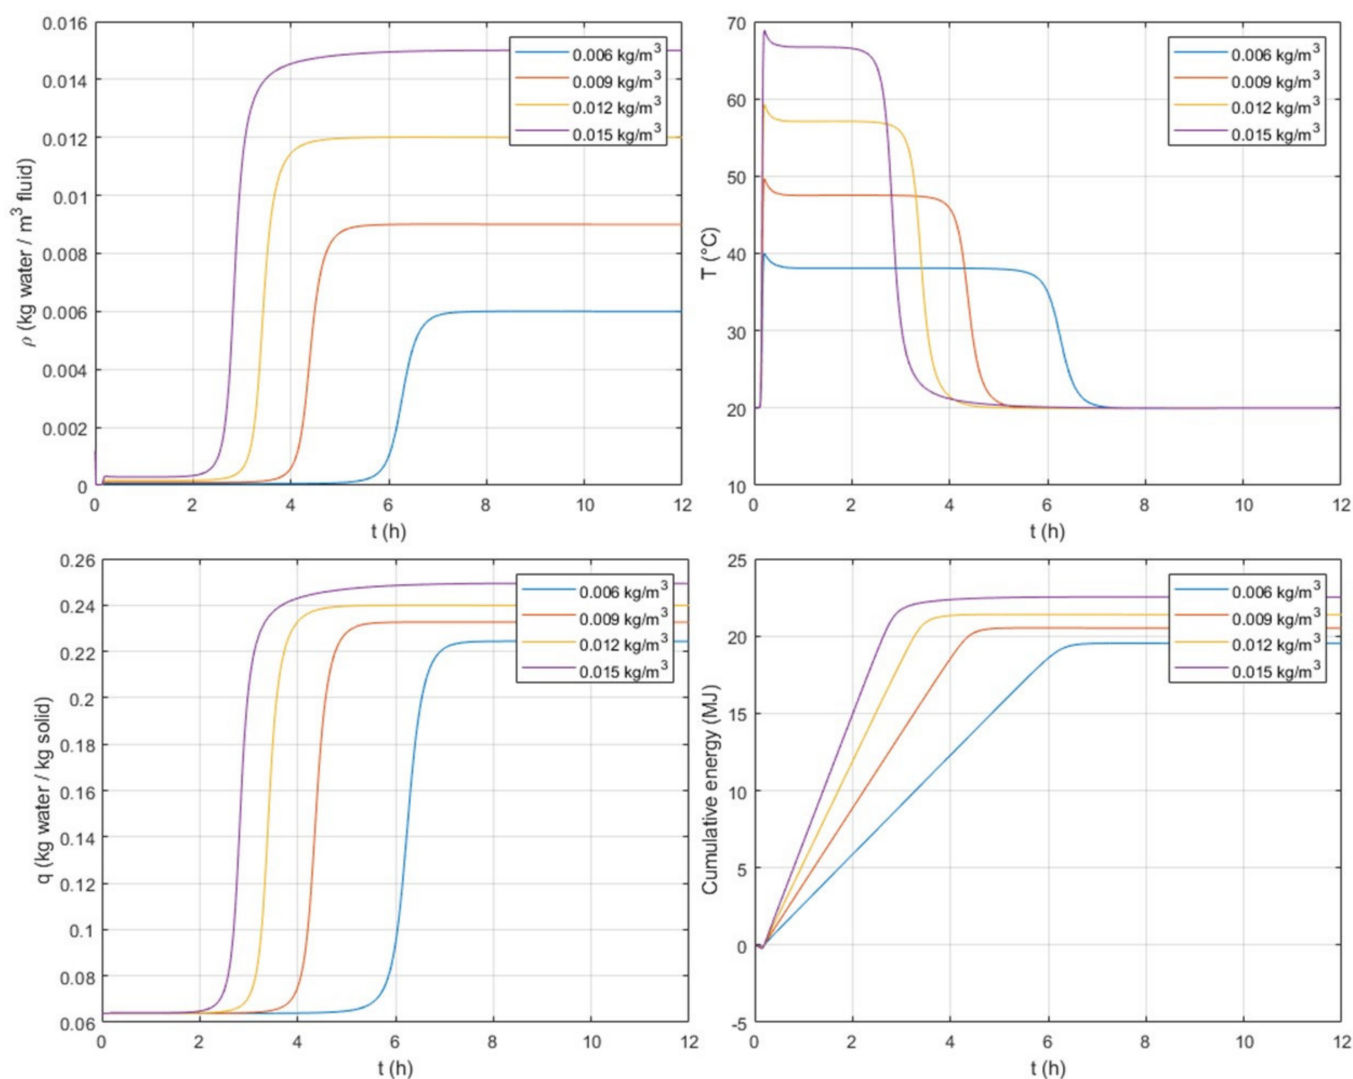 0.016
0.014
0.012
0.01
0.008
0.006
0.004
0.002
0
ρ (kg water / m³ fluid)
0 2 4 6 8 10 12
t (h)
0.006 kg/m³
0.009 kg/m³
0.012 kg/m³
0.015 kg/m³
70
60
50
40
30
20
10
T (°C)
0 2 4 6 8 10 12
t (h)
0.006 kg/m³
0.009 kg/m³
0.012 kg/m³
0.015 kg/m³
0.26
0.24
0.22
0.2
0.18
0.16
0.14
0.12
0.1
0.08
0.06
q (kg water / kg solid)
0 2 4 6 8 10 12
t (h)
0.006 kg/m³
0.009 kg/m³
0.012 kg/m³
0.015 kg/m³
25
20
15
10
5
0
-5
Cumulative energy (MJ)
0 2 4 6 8 10 12
t (h)
0.006 kg/m³
0.009 kg/m³
0.012 kg/m³
0.015 kg/m³